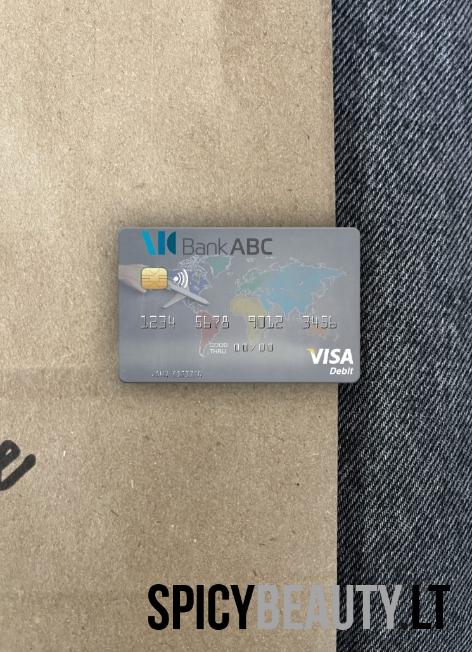 Bank ABC
1234 5678 9012 3456
GOOD
THRU 00/00
VISA
Debit
SPICYBEAUTY LT